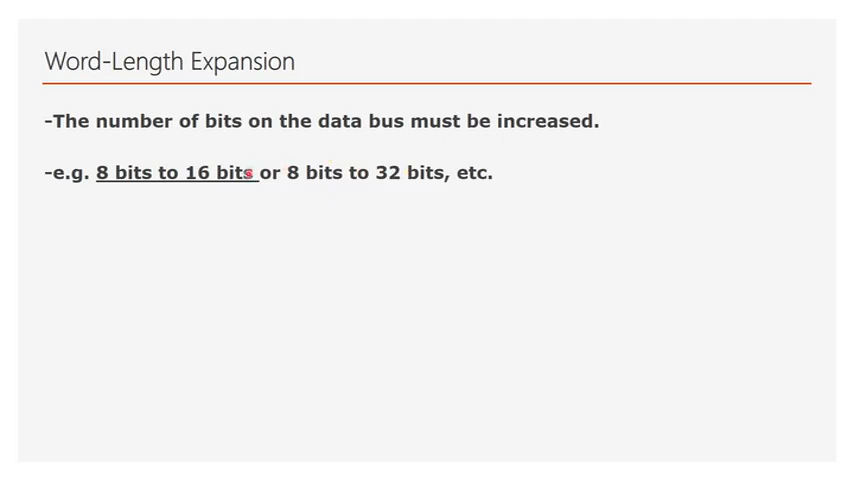 Word-Length Expansion
-The number of bits on the data bus must be increased.
-e.g. 8 bits to 16 bits or 8 bits to 32 bits, etc.